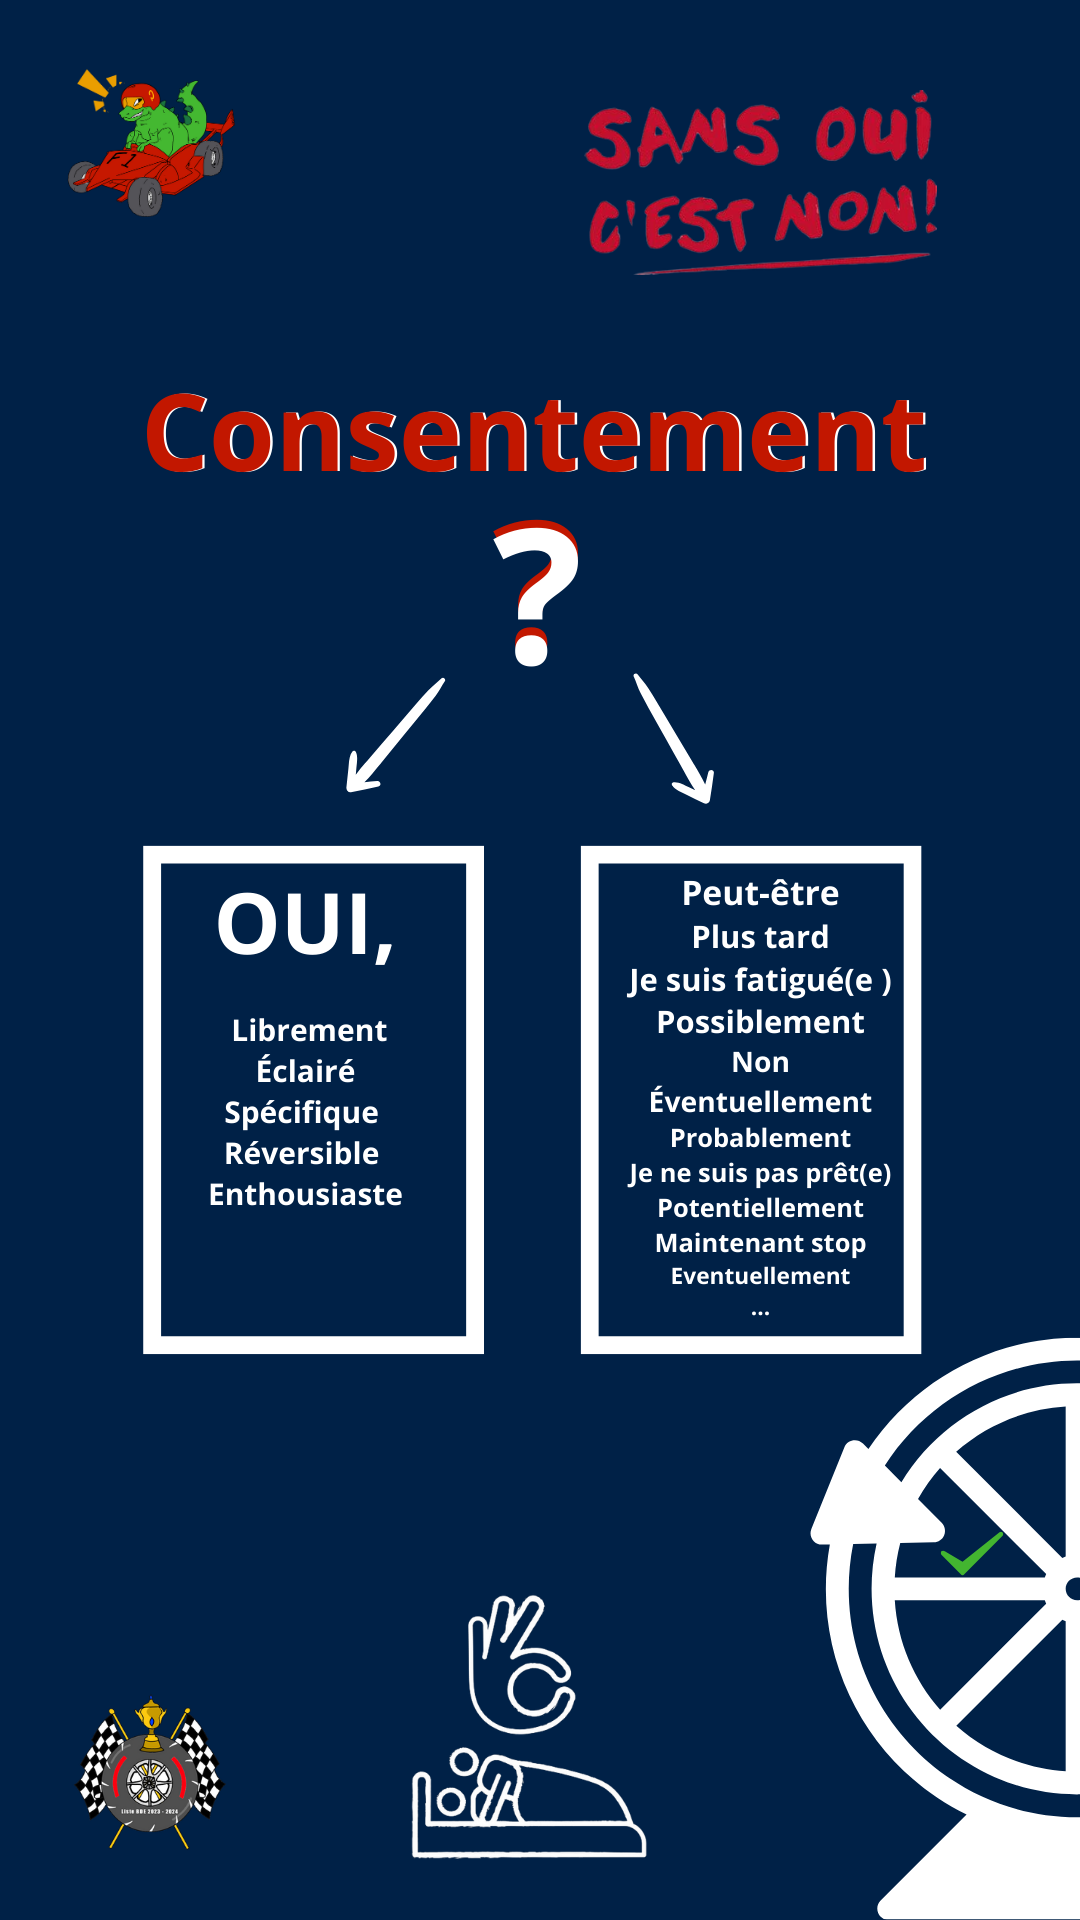 F1
SANS OUI
C'EST NON!
Consentement
?
OUI,
Librement
Éclairé
Spécifique
Réversible
Enthousiaste
Peut-être
Plus tard
Je suis fatigué(e )
Possiblement
Non
Éventuellement
Probablement
Je ne suis pas prêt(e)
Potentiellement
Maintenant stop
Eventuellement
...
Liste BDE 2023 - 2024